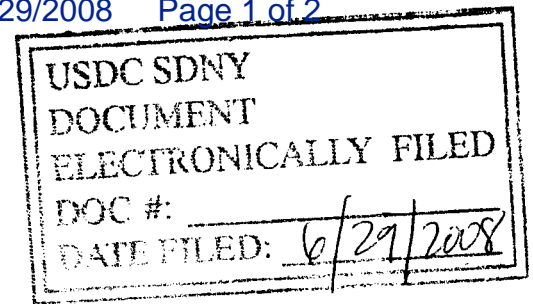 29/2008 Page 1 of 2
USDC SDNY
DOCUMENT
ELECTRONICALLY FILED
DOC #:
DATE FILED: 6/29/2008